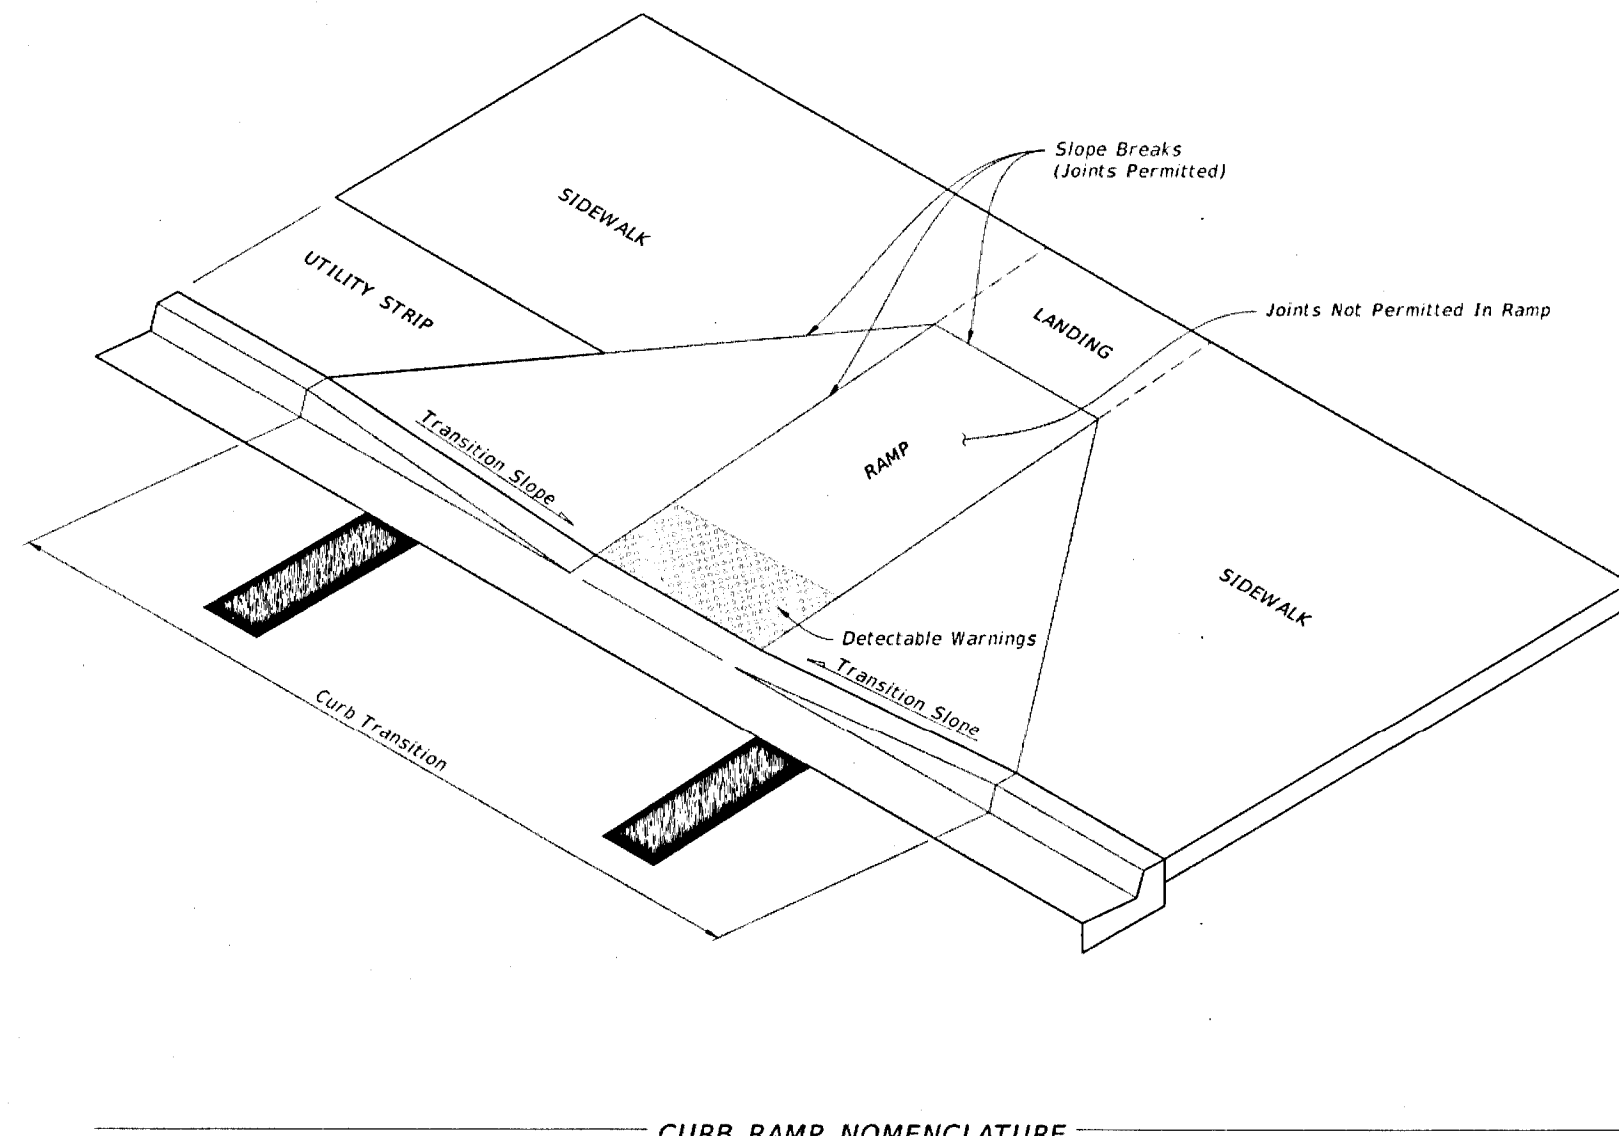 Slope Breaks
(Joints Permitted)
SIDEWALK
UTILITY STRIP
LANDING
Joints Not Permitted In Ramp
Transition Slope
RAMP
SIDEWALK
Detectable Warnings
Transition Slope
Curb Transition
CURB RAMP NOMENCLATURE